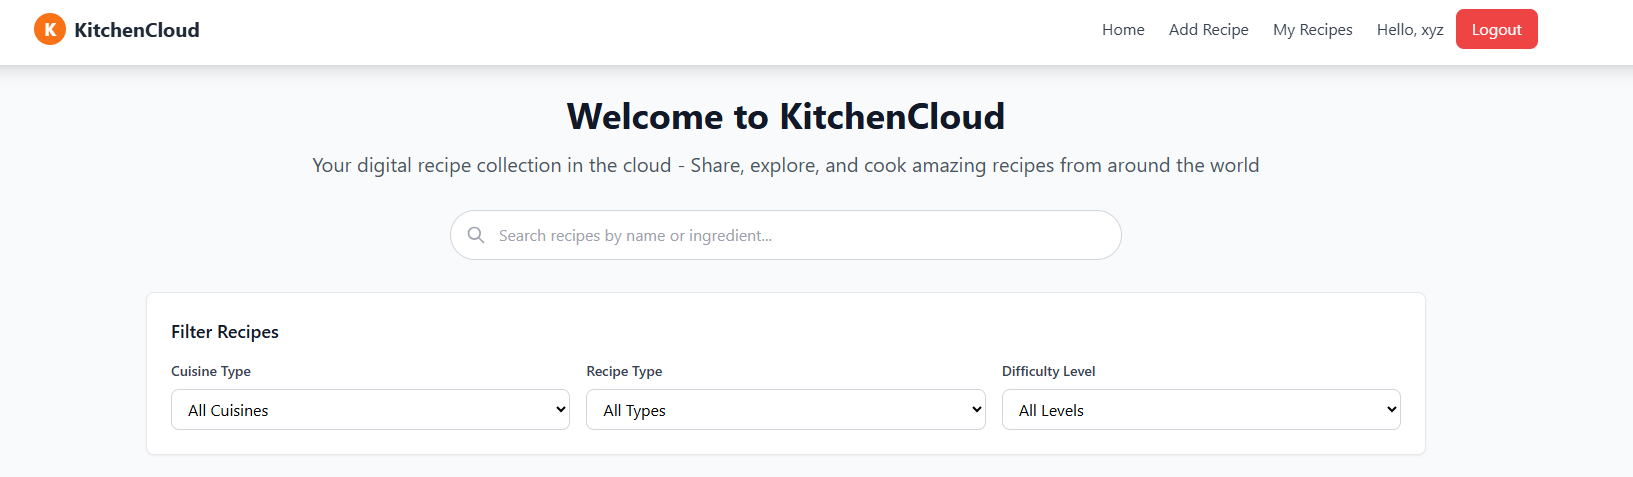 K KitchenCloud Home Add Recipe My Recipes Hello, xyz Logout
Welcome to KitchenCloud
Your digital recipe collection in the cloud - Share, explore, and cook amazing recipes from around the world
Search recipes by name or ingredient...
Filter Recipes
Cuisine Type Recipe Type Difficulty Level
All Cuisines All Types All Levels